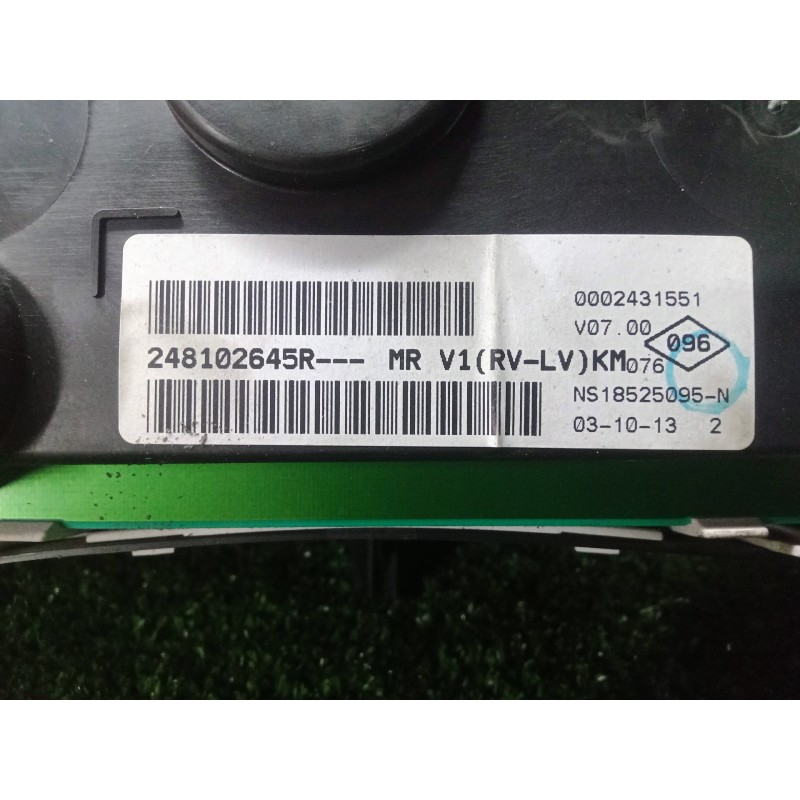 0002431551
V07.00
096
248102645R--- MR V1(RV-LV)KM
076
NS18525095-N
03-10-13 2